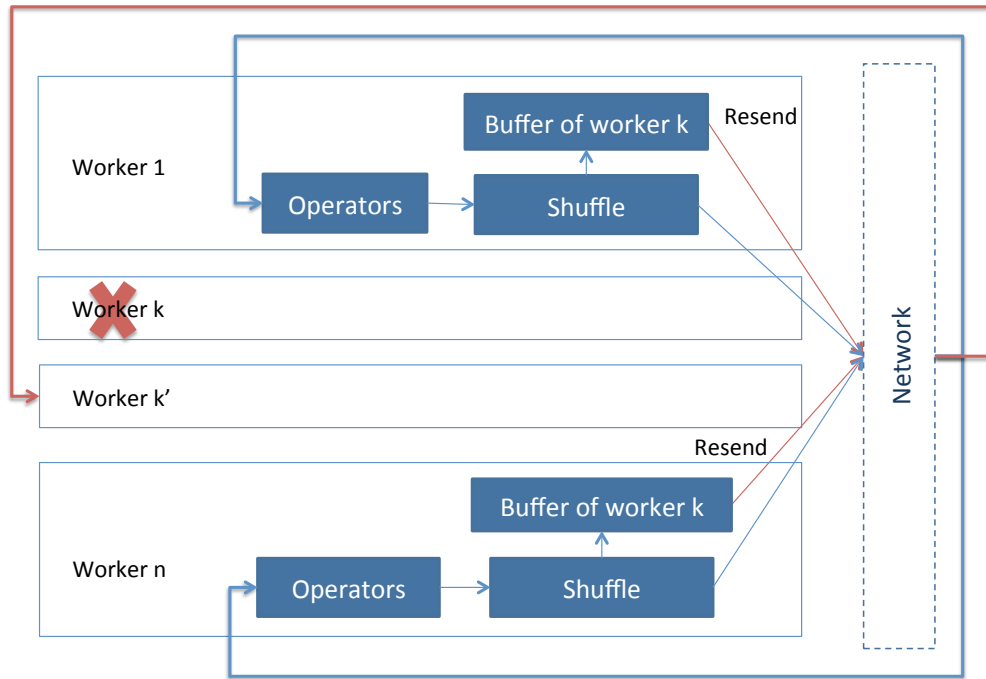 Buffer of worker k
Resend
Worker 1
Operators
Shuffle
Worker k
Network
Worker k’
Resend
Buffer of worker k
Worker n
Operators
Shuffle